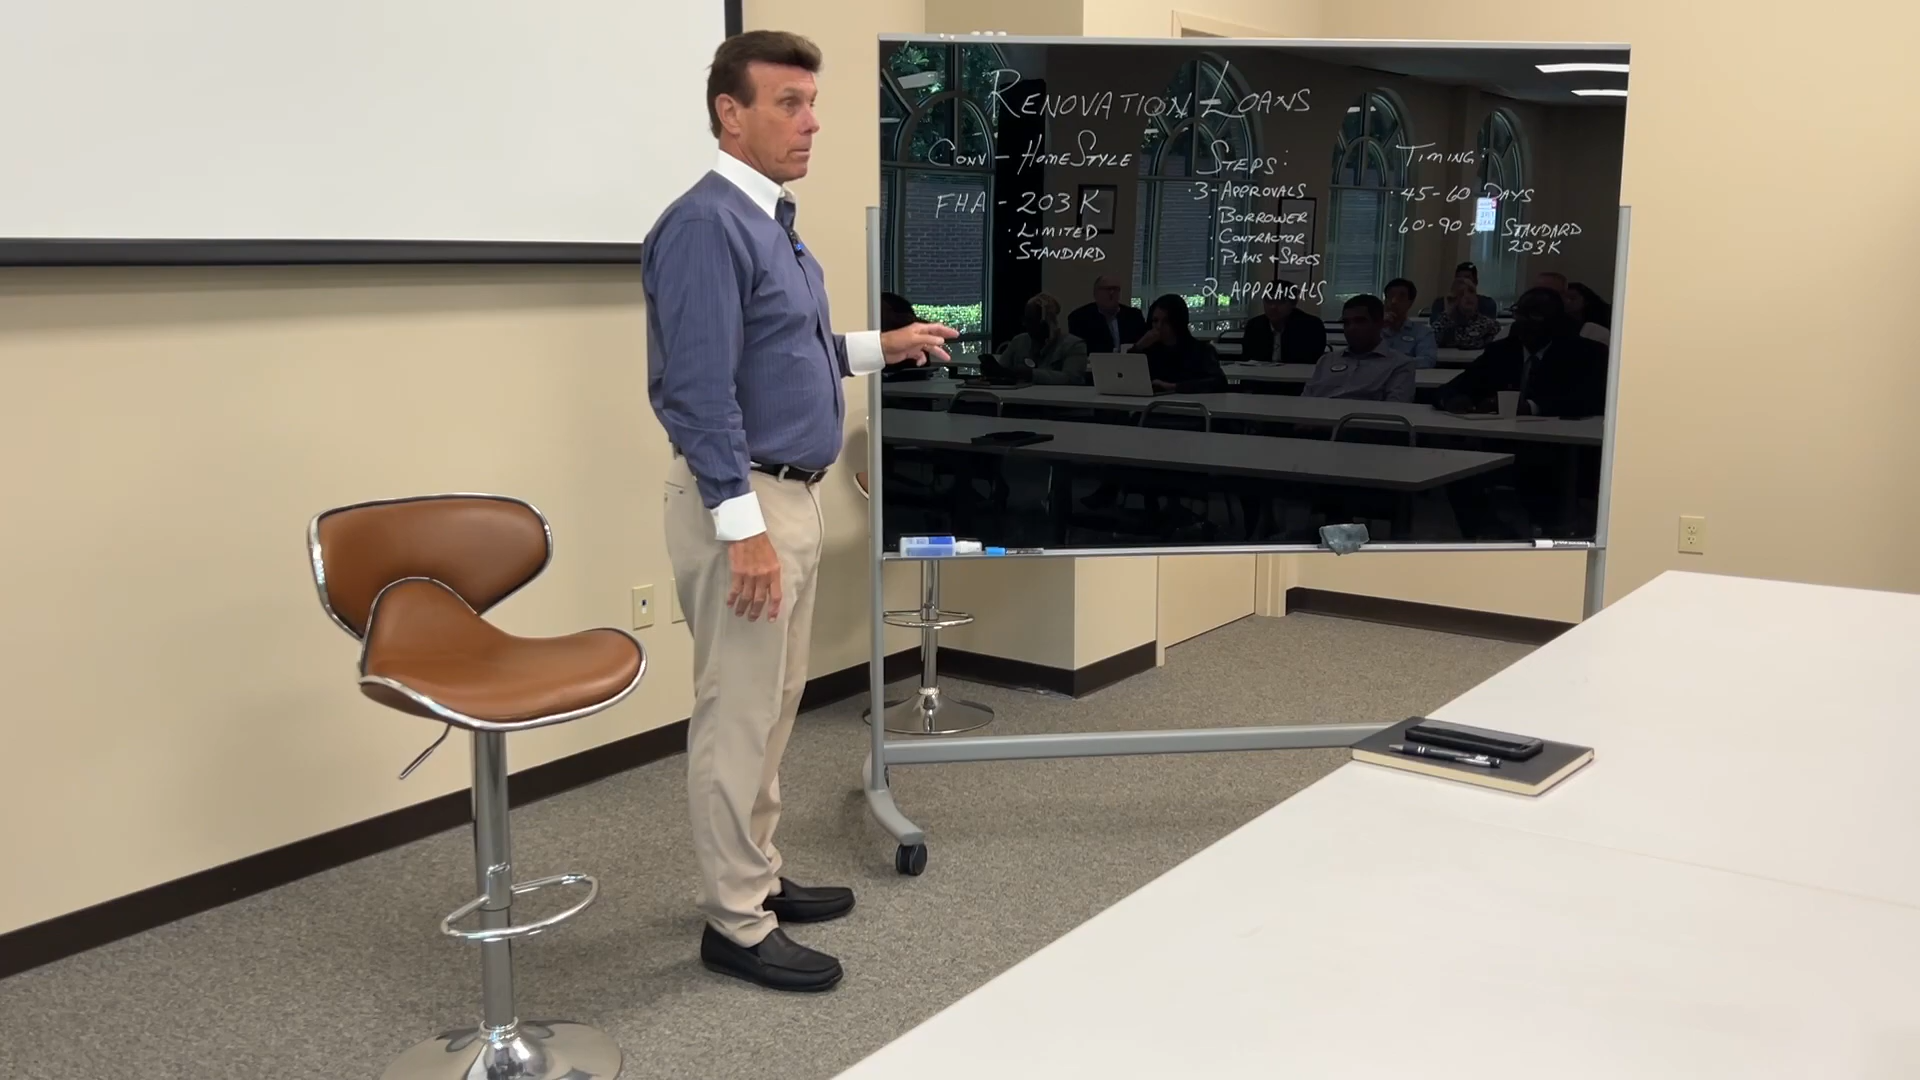 RENOVATION LOANS
CONV - HOMESTYLE
FHA - 203K
· LIMITED
· STANDARD
STEPS:
· 3-APPROVALS
· BORROWER
· CONTRACTOR
· PLANS & SPECS
· 2 APPRAISALS
TIMING:
· 45-60 DAYS
· 60-90 STANDARD
203K